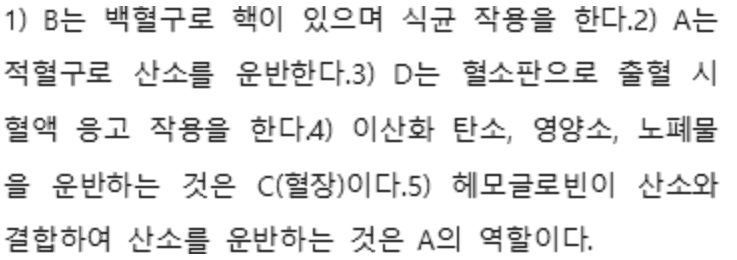 1) B는 백혈구로 핵이 있으며 식균 작용을 한다.2) A는
적혈구로 산소를 운반한다.3) D는 혈소판으로 출혈 시
혈액 응고 작용을 한다.4) 이산화 탄소, 영양소, 노폐물
을 운반하는 것은 C(혈장)이다.5) 헤모글로빈이 산소와
결합하여 산소를 운반하는 것은 A의 역할이다.